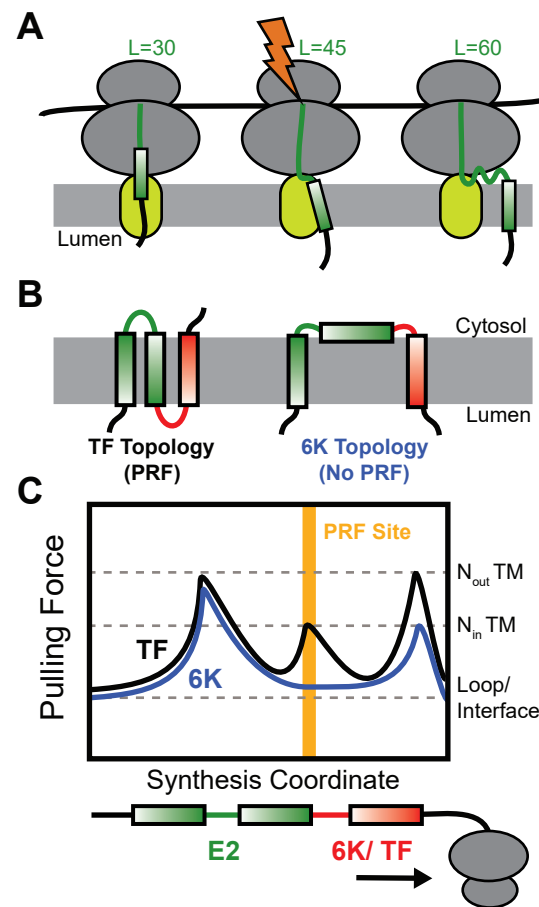 A
L=30
L=45
L=60
Lumen
B
Cytosol
Lumen
TF Topology
(PRF)
6K Topology
(No PRF)
C
Pulling Force
PRF Site
TF
6K
Nout TM
Nin TM
Loop/
Interface
Synthesis Coordinate
E2
6K/ TF